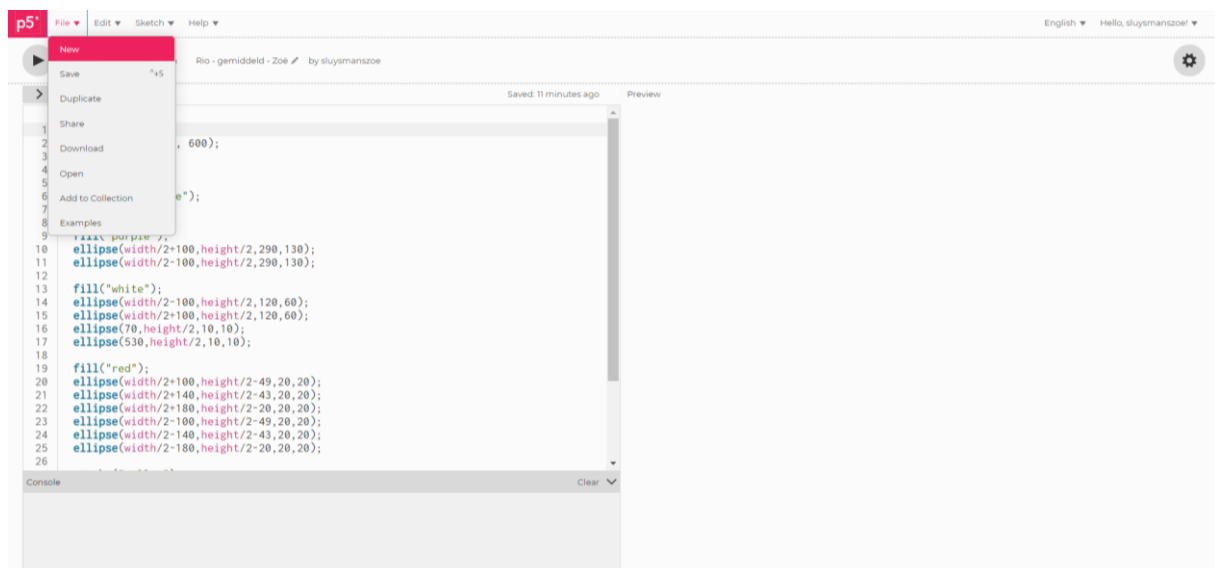 p5* File ▼ Edit ▼ Sketch ▼ Help ▼ English ▼ Hello, sluysmanszoe! ▼
New
Save ^+S
Duplicate
Share
Download
Open
Add to Collection
Examples
Rio - gemiddeld - Zoë by sluysmanszoe
> Saved: 11 minutes ago Preview
1
2 , 600);
3
4
5
6 e");
7
8
9 fill("purple");
10 ellipse(width/2+100,height/2,290,130);
11 ellipse(width/2-100,height/2,290,130);
12
13 fill("white");
14 ellipse(width/2-100,height/2,120,60);
15 ellipse(width/2+100,height/2,120,60);
16 ellipse(70,height/2,10,10);
17 ellipse(530,height/2,10,10);
18
19 fill("red");
20 ellipse(width/2+100,height/2-49,20,20);
21 ellipse(width/2+140,height/2-43,20,20);
22 ellipse(width/2+180,height/2-20,20,20);
23 ellipse(width/2-100,height/2-49,20,20);
24 ellipse(width/2-140,height/2-43,20,20);
25 ellipse(width/2-180,height/2-20,20,20);
26
Console Clear